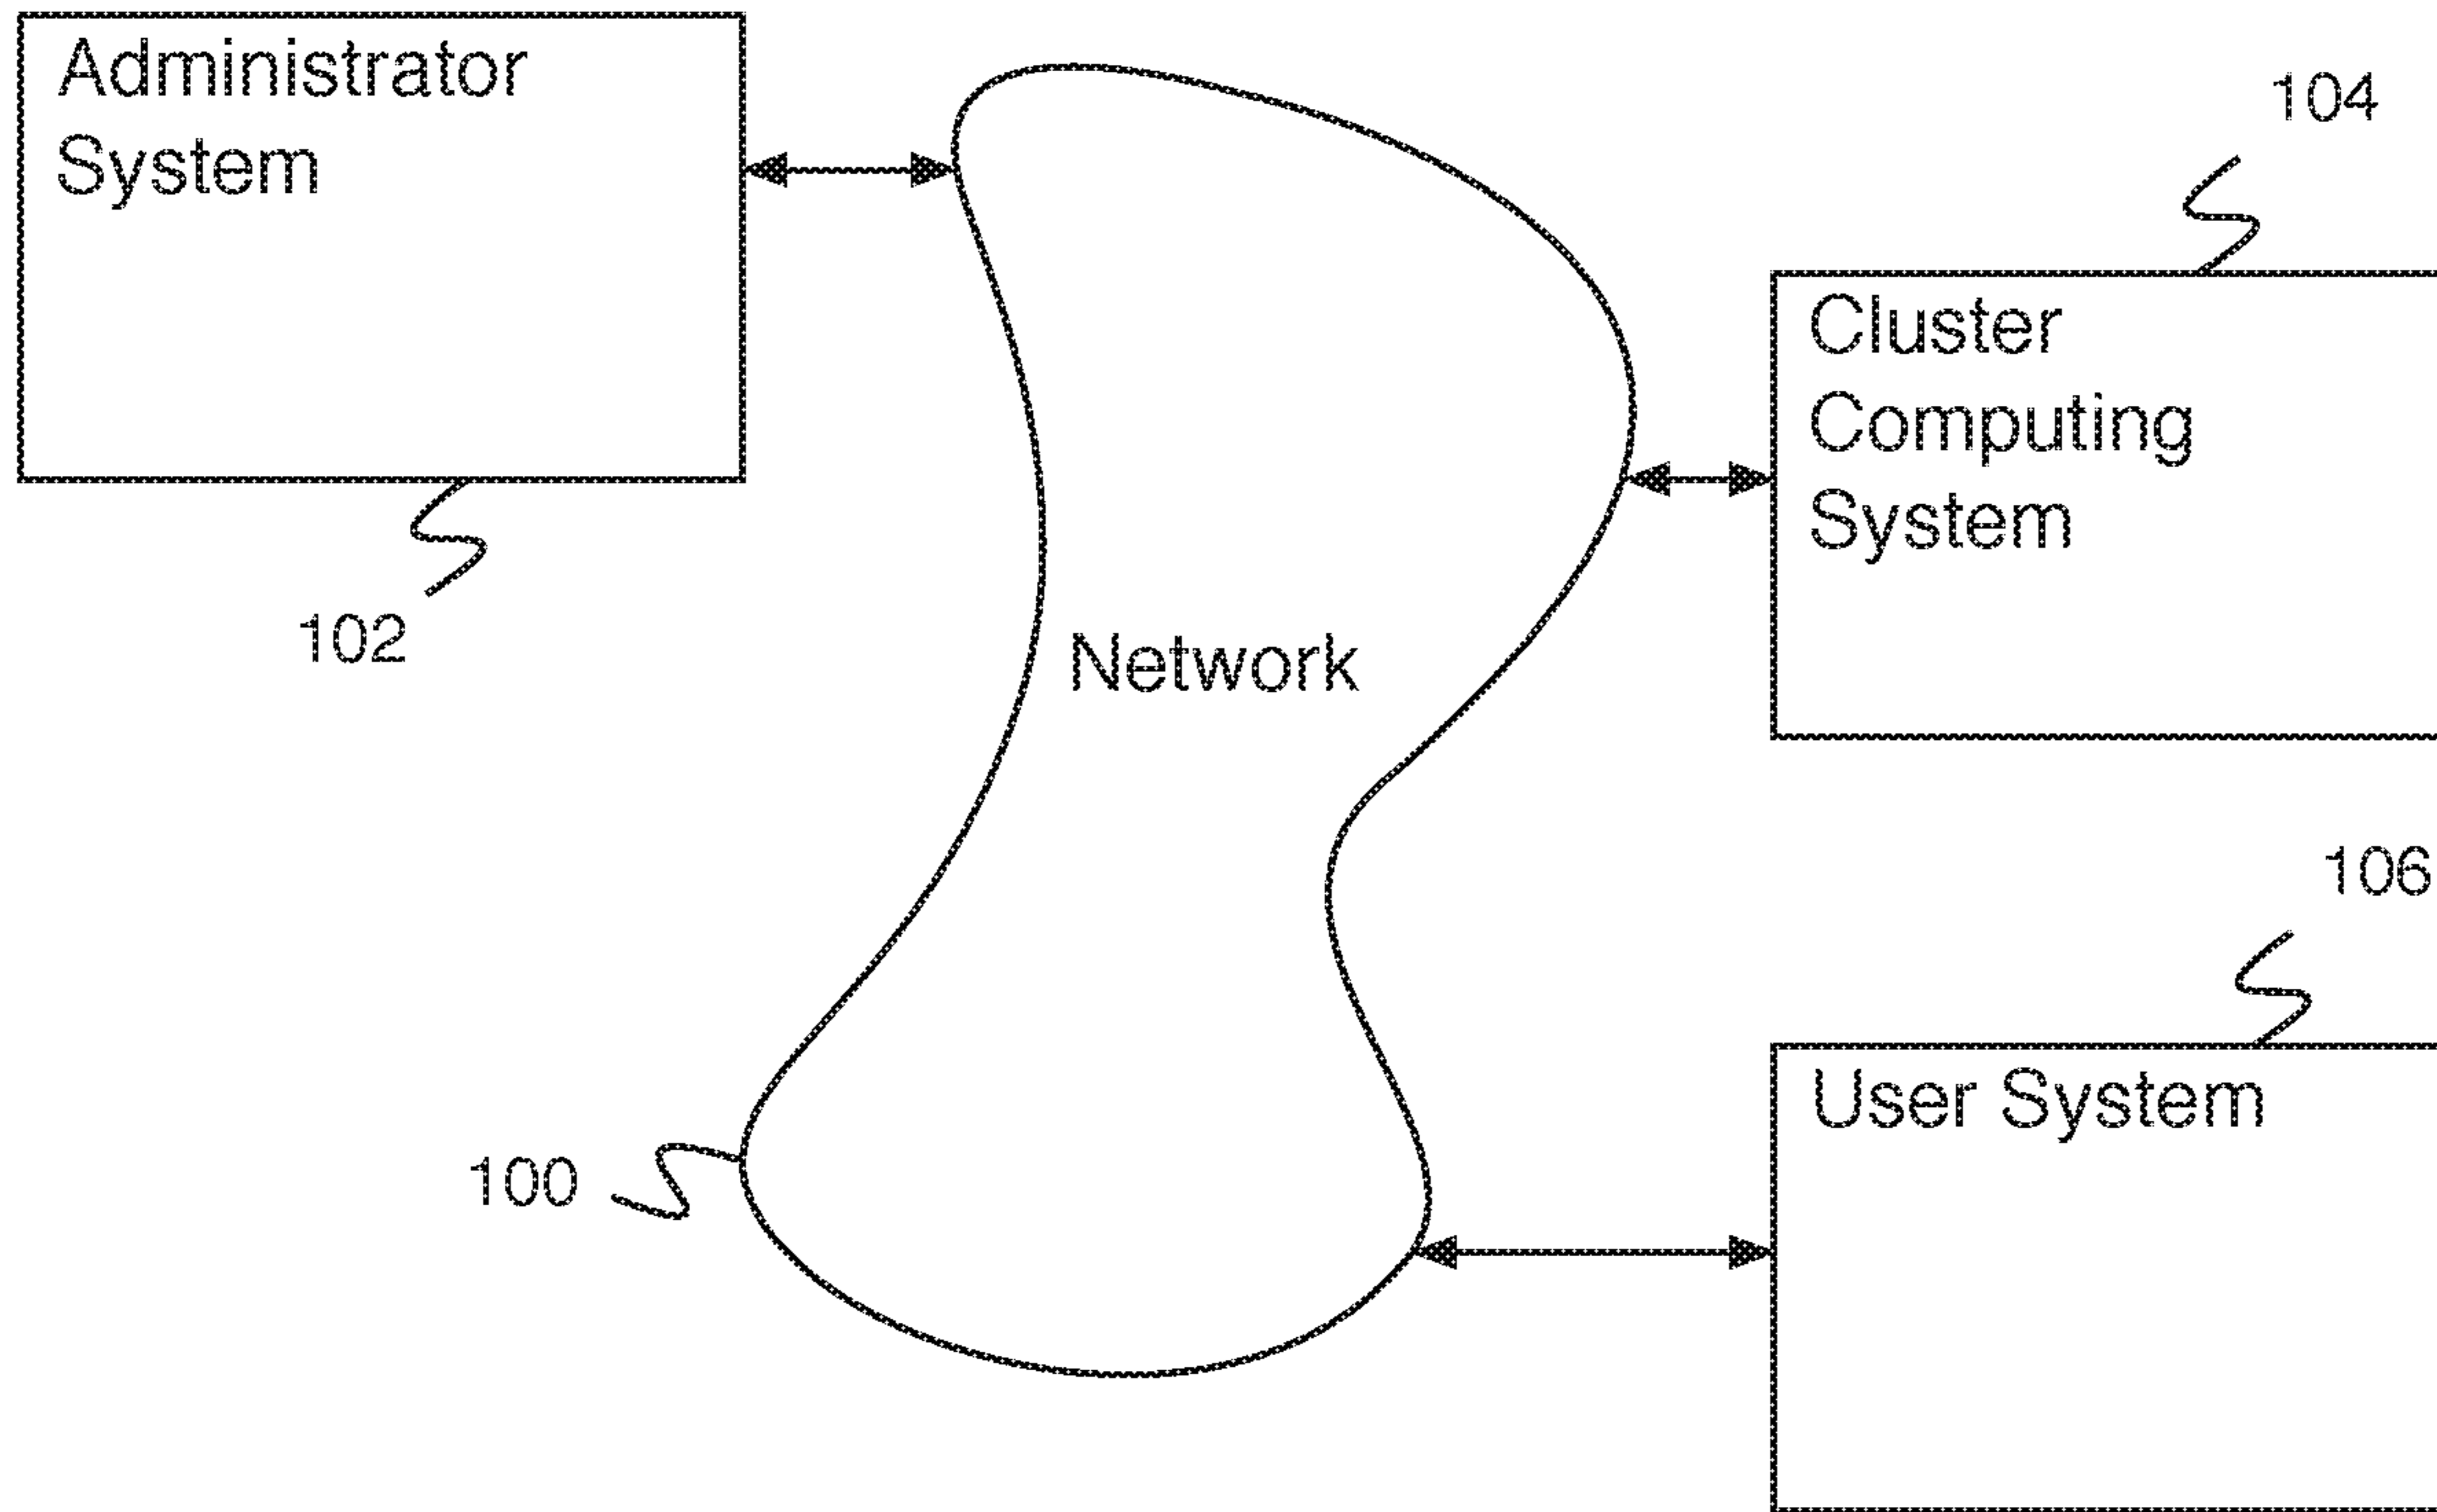 Administrator
System
102
Network
100
104
Cluster
Computing
System
106
User System